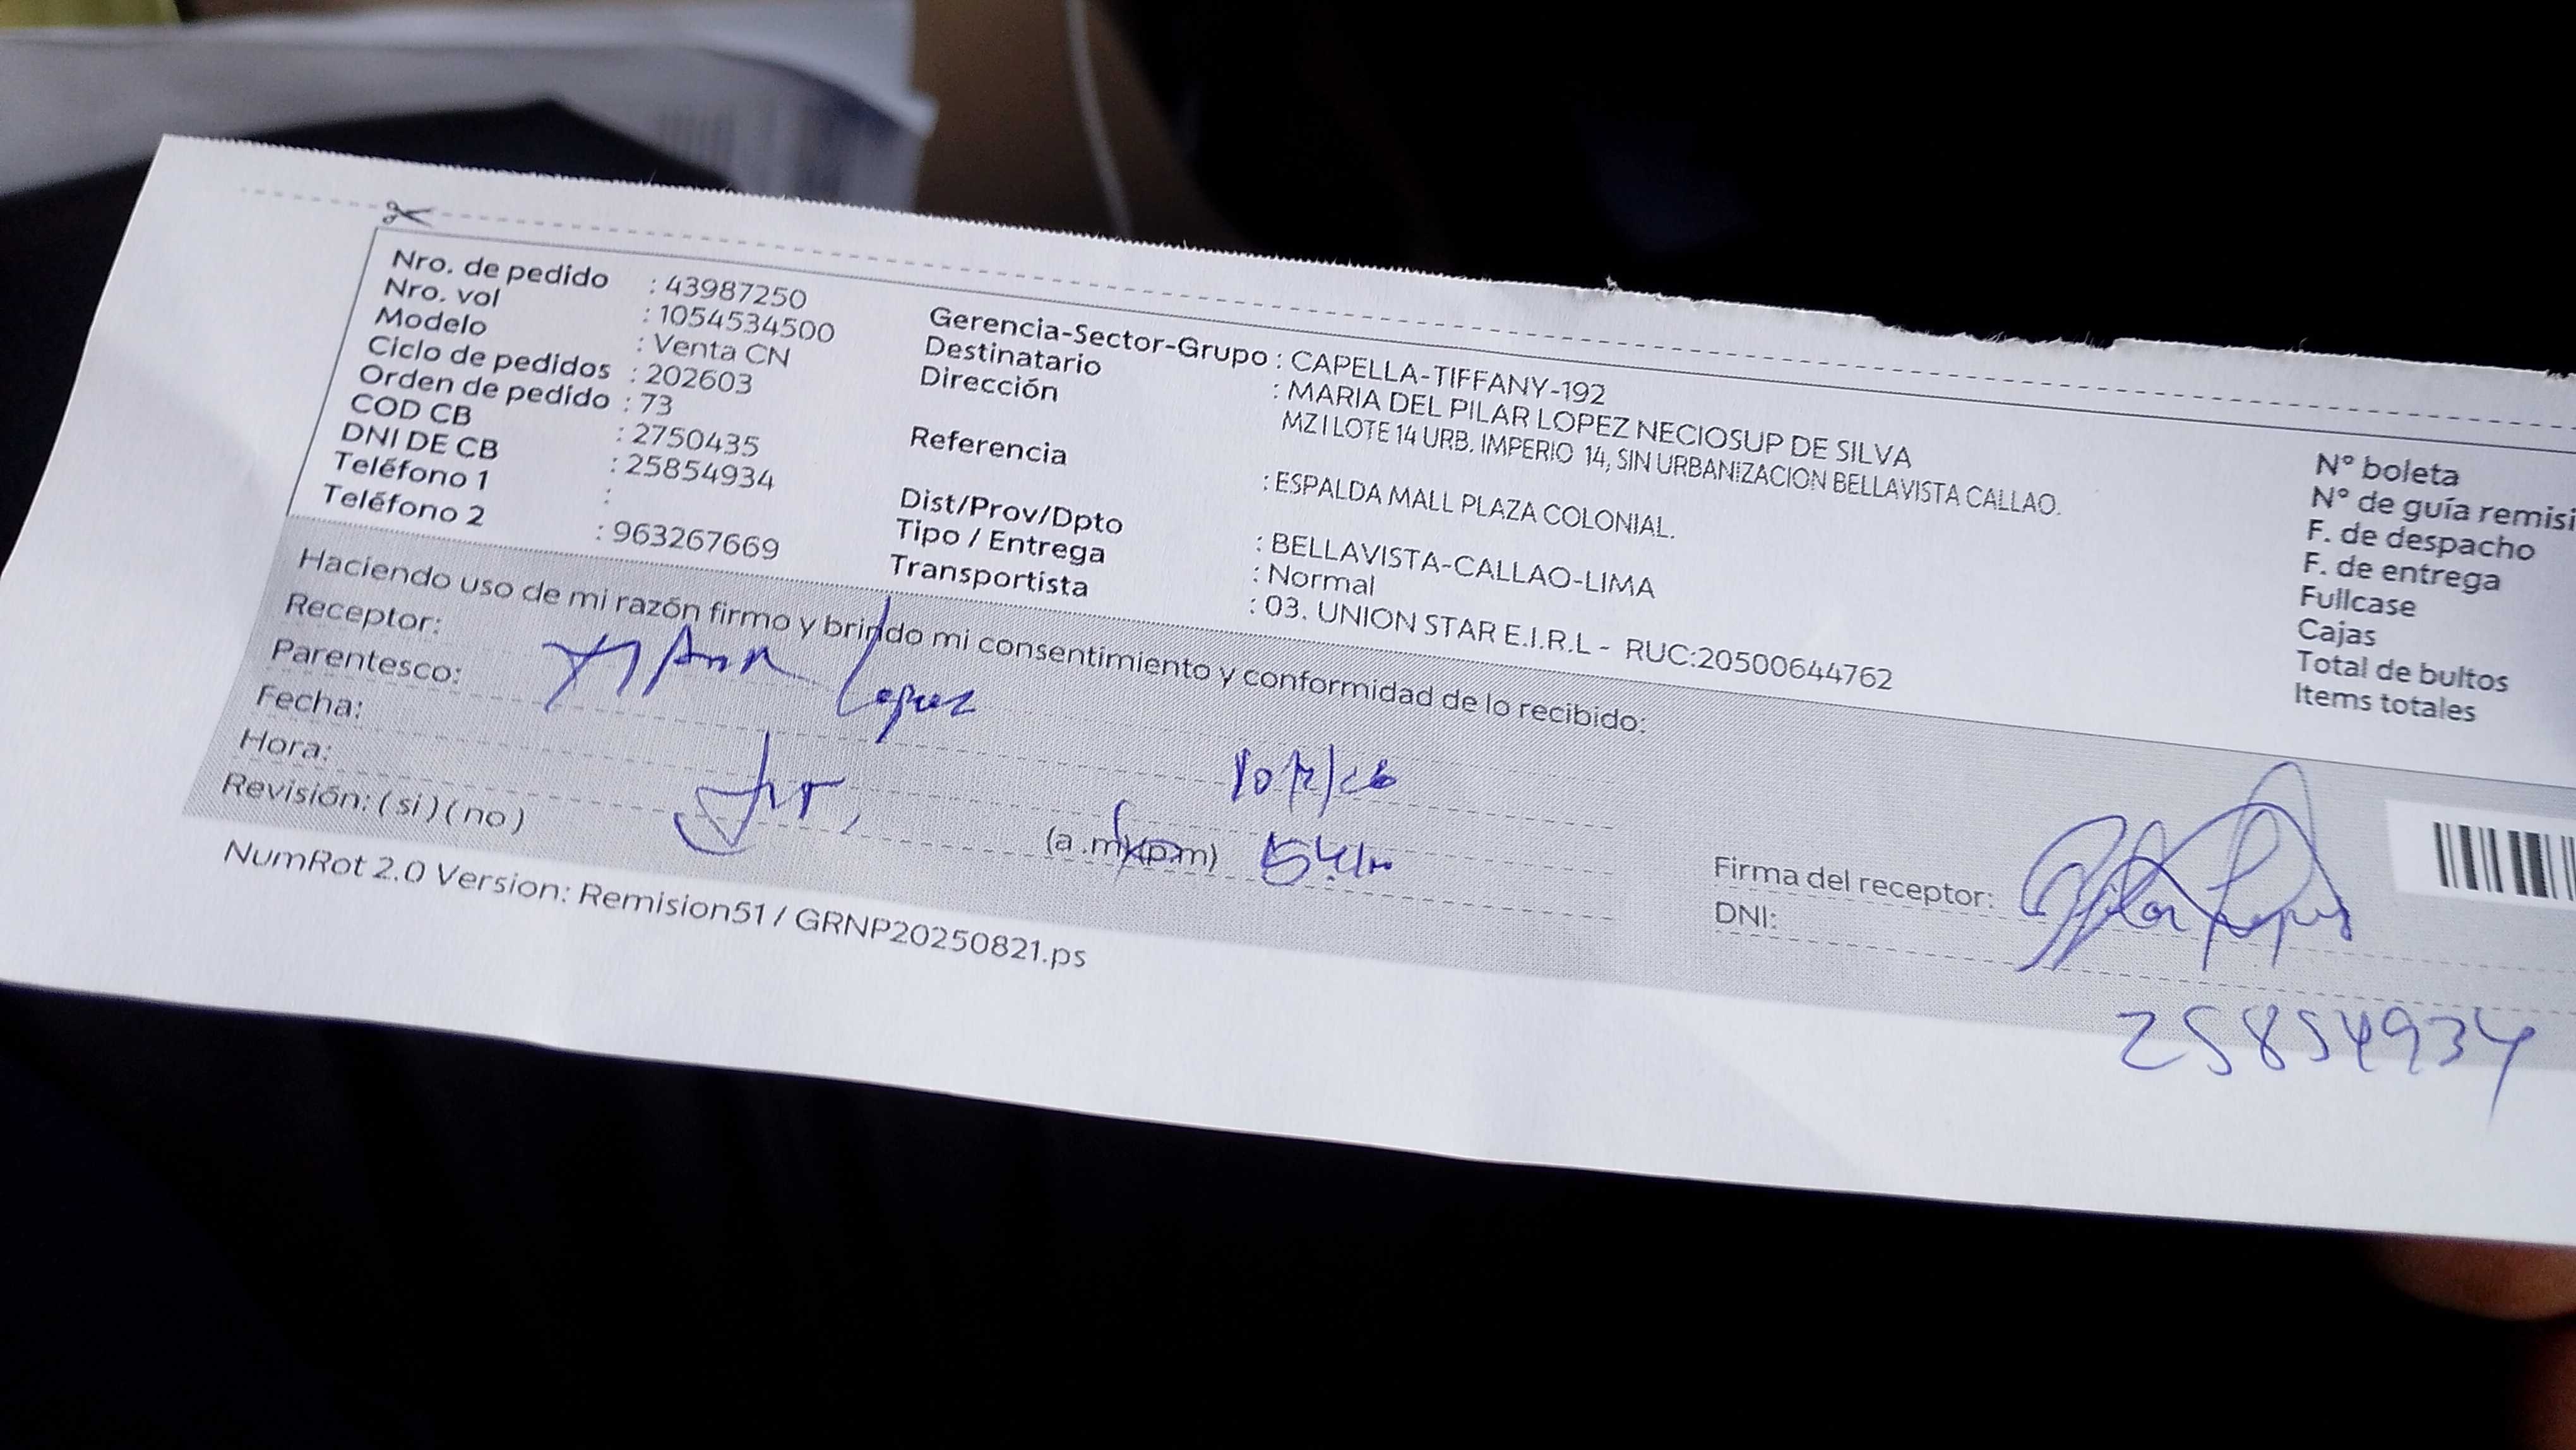 Nro. de pedido : 43987250
Nro. vol : 1054534500
Modelo : Venta CN
Ciclo de pedidos : 202603
Orden de pedido : 73
COD CB : 2750435
DNI DE CB : 25854934
Teléfono 1 :
Teléfono 2 : 963267669
Gerencia-Sector-Grupo : CAPELLA-TIFFANY-192
Destinatario : MARIA DEL PILAR LOPEZ NECIOSUP DE SILVA
Dirección MZ I LOTE 14 URB. IMPERIO 14, SIN URBANIZACION BELLAVISTA CALLAO.
Referencia : ESPALDA MALL PLAZA COLONIAL.
Dist/Prov/Dpto : BELLAVISTA-CALLAO-LIMA
Tipo / Entrega : Normal
Transportista : 03. UNION STAR E.I.R.L - RUC:20500644762
N° boleta
N° de guía remisi
F. de despacho
F. de entrega
Fullcase
Cajas
Total de bultos
Items totales
Haciendo uso de mi razón firmo y brindo mi consentimiento y conformidad de lo recibido:
Receptor: Lopez
Parentesco:
Fecha:
Hora: (a.m)(p.m)
Revisión: ( si ) ( no )
Firma del receptor: Pilar Lopez
DNI: 25854934
NumRot 2.0 Version: Remision51 / GRNP20250821.ps